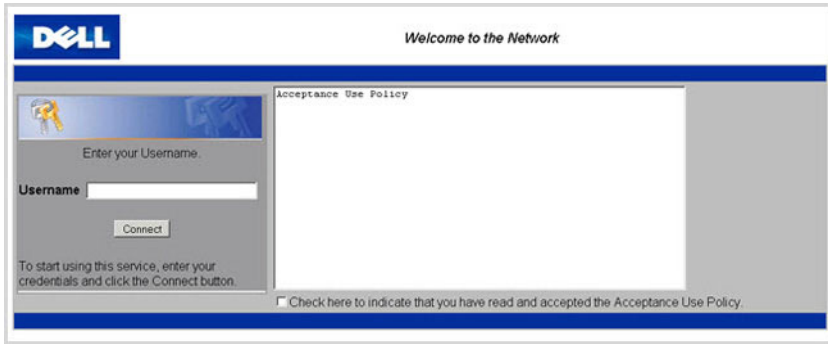 DELL
Welcome to the Network
Acceptance Use Policy
Enter your Username.
Username
Connect
To start using this service, enter your
credentials and click the Connect button.
Check here to indicate that you have read and accepted the Acceptance Use Policy.